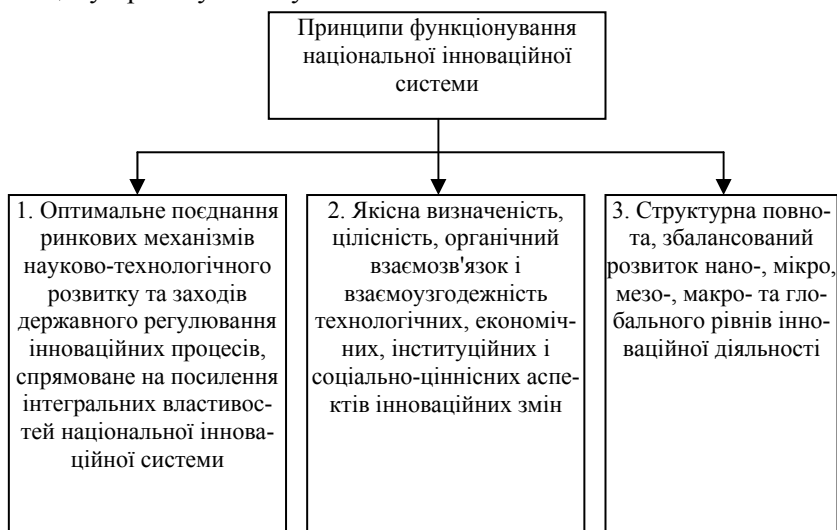 Принципи функціонування
національної інноваційної
системи
1. Оптимальне поєднання
ринкових механізмів
науково-технологічного
розвитку та заходів
державного регулювання
інноваційних процесів,
спрямоване на посилення
інтегральних властивос-
тей національної іннова-
ційної системи
2. Якісна визначеність,
цілісність, органічний
взаємозв'язок і
взаємоузгодежність
технологічних, економіч-
них, інституційних і
соціально-ціннісних аспе-
ктів інноваційних змін
3. Структурна повно-
та, збалансований
розвиток нано-, мікро,
мезо-, макро- та гло-
бального рівнів інно-
ваційної діяльності